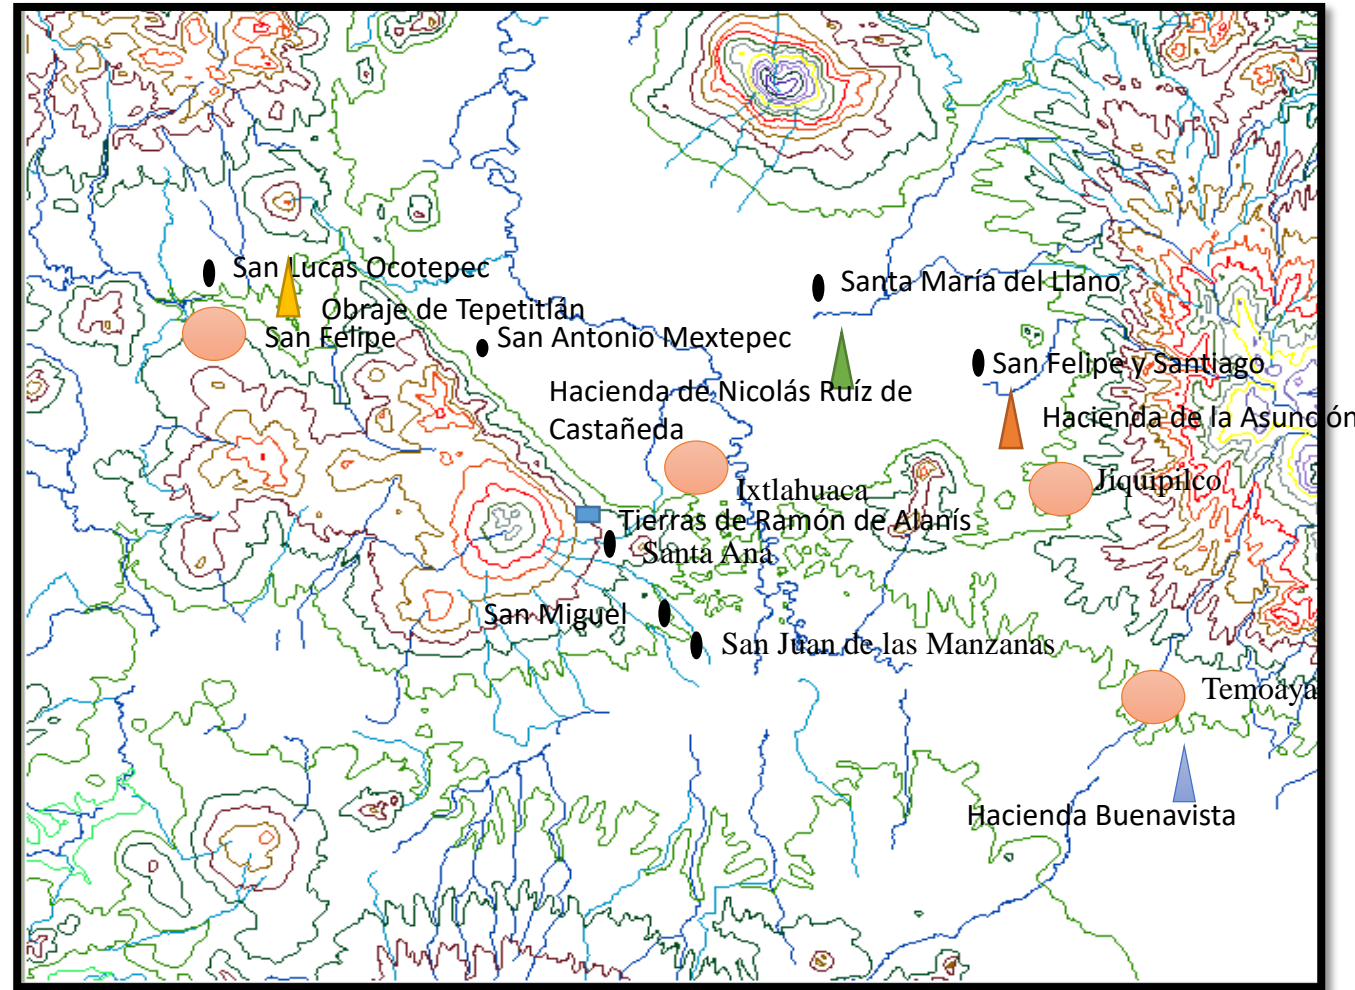 San Lucas Ocotepec
Santa María del Llano
Obraje de Tepetitlán
San Felipe
San Antonio Mextepec
San Felipe y Santiago
Hacienda de Nicolás Ruíz de
Castañeda
Hacienda de la Asunción
Jiquipilco
Ixtlahuaca
Tierras de Ramón de Alanís
Santa Ana
San Miguel
San Juan de las Manzanas
Temoaya
Hacienda Buenavista